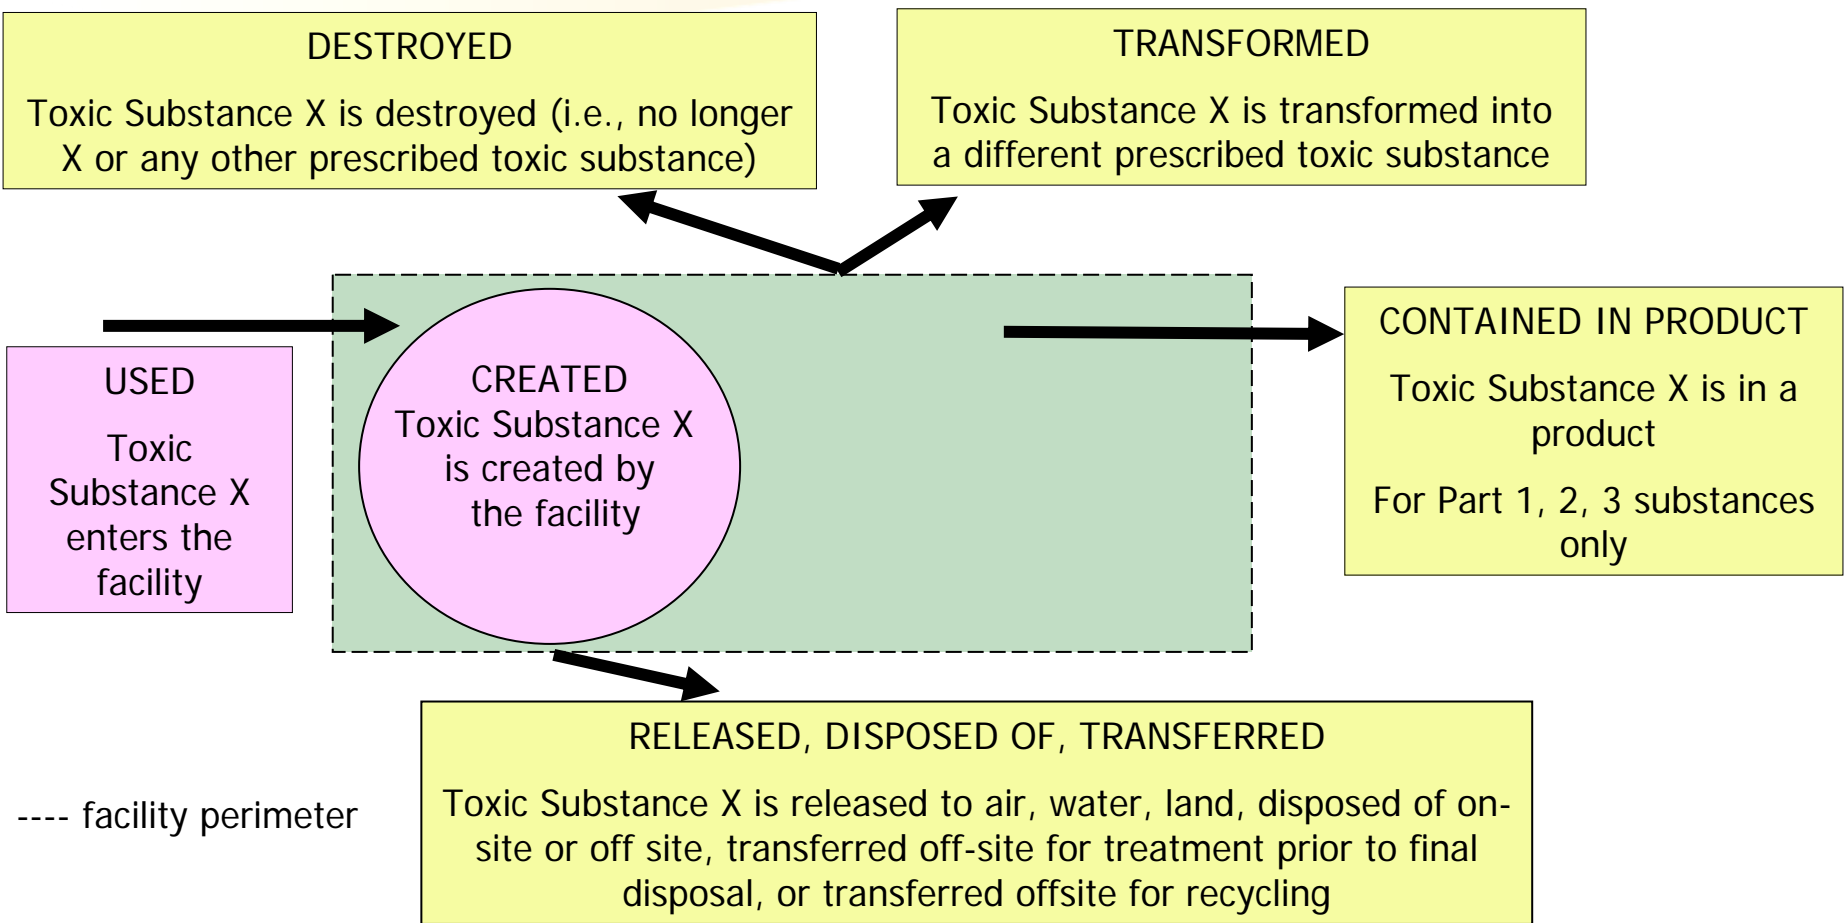 DESTROYED
Toxic Substance X is destroyed (i.e., no longer
X or any other prescribed toxic substance)
TRANSFORMED
Toxic Substance X is transformed into
a different prescribed toxic substance
USED
Toxic
Substance X
enters the
facility
CREATED
Toxic Substance X
is created by
the facility
CONTAINED IN PRODUCT
Toxic Substance X is in a
product
For Part 1, 2, 3 substances
only
---- facility perimeter
RELEASED, DISPOSED OF, TRANSFERRED
Toxic Substance X is released to air, water, land, disposed of on-
site or off site, transferred off-site for treatment prior to final
disposal, or transferred offsite for recycling